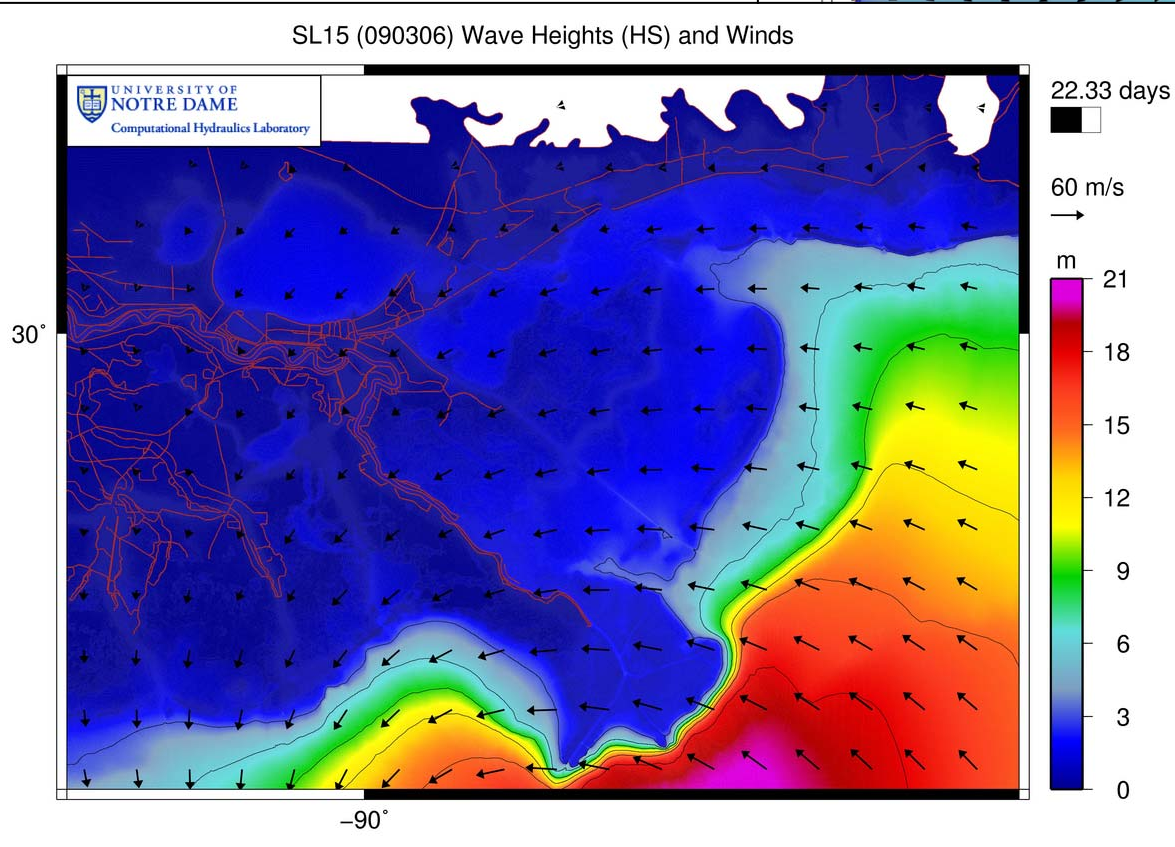 SL15 (090306) Wave Heights (HS) and Winds
UNIVERSITY OF
NOTRE DAME
Computational Hydraulics Laboratory
22.33 days
60 m/s
m
21
18
15
12
9
6
3
0
30°
−90°